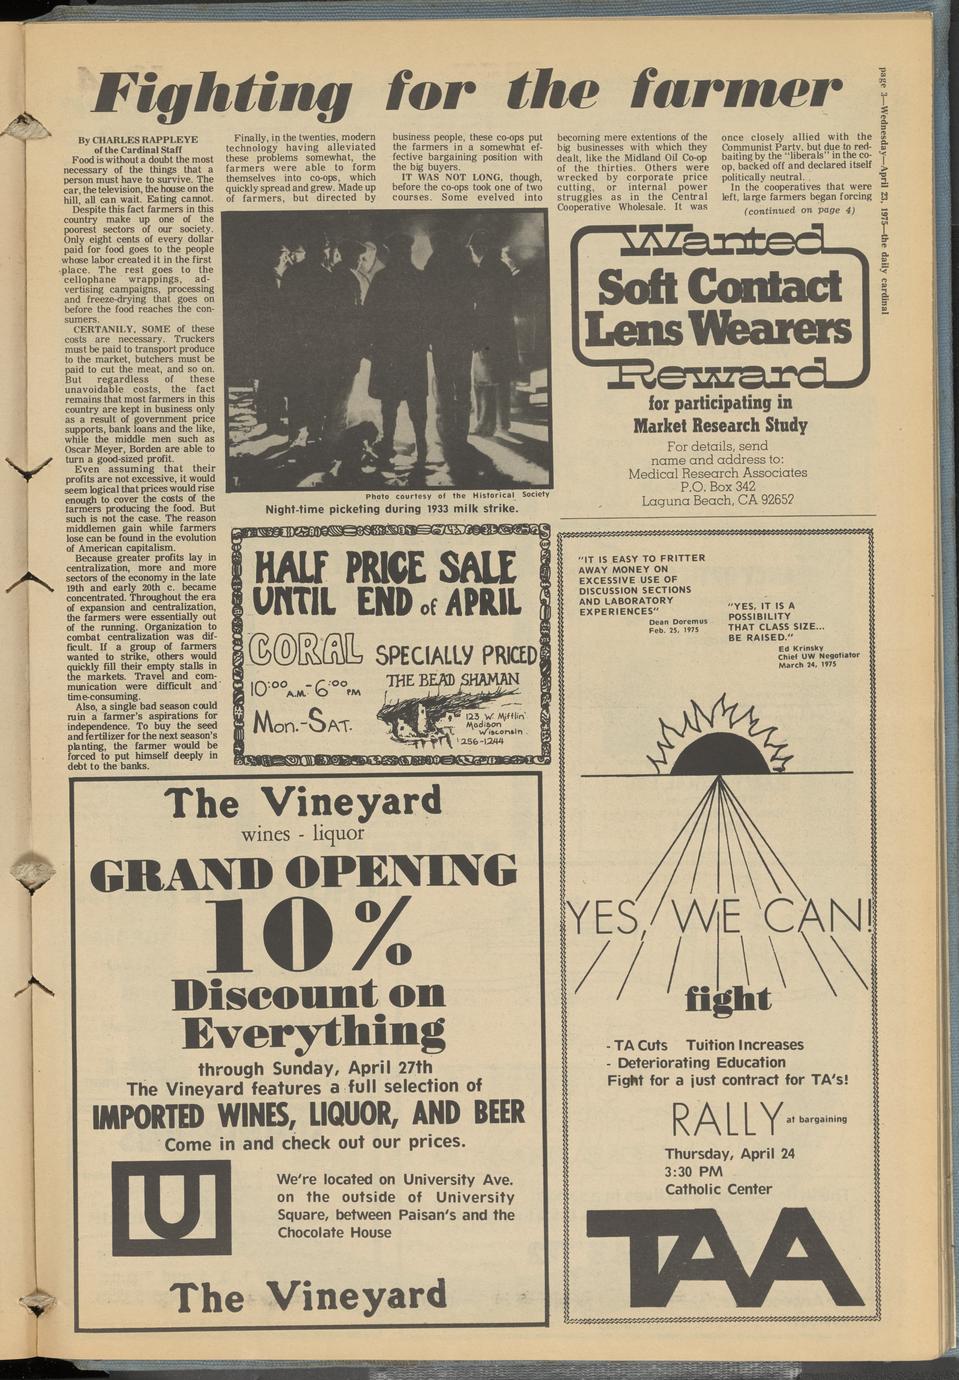 Fighting for the farmer
page 3—Wednesday—April 23, 1975—the daily cardinal
By CHARLES RAPPLEYE
of the Cardinal Staff
Food is without a doubt the most
necessary of the things that a
person must have to survive. The
car, the television, the house on the
hill, all can wait. Eating cannot.
Despite this fact farmers in this
country make up one of the
poorest sectors of our society.
Only eight cents of every dollar
paid for food goes to the people
whose labor created it in the first
place. The rest goes to the
cellophane wrappings, ad-
vertising campaigns, processing
and freeze-drying that goes on
before the food reaches the con-
sumers.
CERTANILY, SOME of these
costs are necessary. Truckers
must be paid to transport produce
to the market, butchers must be
paid to cut the meat, and so on.
But regardless of these
unavoidable costs, the fact
remains that most farmers in this
country are kept in business only
as a result of government price
supports, bank loans and the like,
while the middle men such as
Oscar Meyer, Borden are able to
turn a good-sized profit.
Even assuming that their
profits are not excessive, it would
seem logical that prices would rise
enough to cover the costs of the
farmers producing the food. But
such is not the case. The reason
middlemen gain while farmers
lose can be found in the evolution
of American capitalism.
Because greater profits lay in
centralization, more and more
sectors of the economy in the late
19th and early 20th c. became
concentrated. Throughout the era
of expansion and centralization,
the farmers were essentially out
of the running. Organization to
combat centralization was dif-
ficult. If a group of farmers
wanted to strike, others would
quickly fill their empty stalls in
the markets. Travel and com-
munication were difficult and
time-consuming.
Also, a single bad season could
ruin a farmer's aspirations for
independence. To buy the seed
and fertilizer for the next season's
planting, the farmer would be
forced to put himself deeply in
debt to the banks.
Finally, in the twenties, modern
technology having alleviated
these problems somewhat, the
farmers were able to form
themselves into co-ops, which
quickly spread and grew. Made up
of farmers, but directed by
business people, these co-ops put
the farmers in a somewhat ef-
fective bargaining position with
the big buyers.
IT WAS NOT LONG, though,
before the co-ops took one of two
courses. Some evelved into
becoming mere extentions of the
big businesses with which they
dealt, like the Midland Oil Co-op
of the thirties. Others were
wrecked by corporate price
cutting, or internal power
struggles as in the Central
Cooperative Wholesale. It was
once closely allied with the
Communist Party, but due to red-
baiting by the "liberals" in the co-
op, backed off and declared itself
politically neutral.
In the cooperatives that were
left, large farmers began forcing
(continued on page 4)
Photo courtesy of the Historical Society
Night-time picketing during 1933 milk strike.
Wanted
Soft Contact
Lens Wearers
Reward
for participating in
Market Research Study
For details, send
name and address to:
Medical Research Associates
P.O. Box 342
Laguna Beach, CA 92652
HALF PRICE SALE
UNTIL END of APRIL
CORAL SPECIALLY PRICED
10:00 A.M.-6:00 PM
Mon.-Sat.
THE BEAD SHAMAN
123 W. Mifflin
Madison
Wisconsin
256-1244
The Vineyard
wines - liquor
GRAND OPENING
10%
Discount on
Everything
through Sunday, April 27th
The Vineyard features a full selection of
IMPORTED WINES, LIQUOR, AND BEER
Come in and check out our prices.
U
We're located on University Ave.
on the outside of University
Square, between Paisan's and the
Chocolate House
The Vineyard
"IT IS EASY TO FRITTER
AWAY MONEY ON
EXCESSIVE USE OF
DISCUSSION SECTIONS
AND LABORATORY
EXPERIENCES"
Dean Doremus
Feb. 25, 1975
"YES, IT IS A
POSSIBILITY
THAT CLASS SIZE...
BE RAISED."
Ed Krinsky
Chief UW Negotiator
March 24, 1975
YES, WE CAN!
fight
- TA Cuts Tuition Increases
- Deteriorating Education
Fight for a just contract for TA's!
RALLY at bargaining
Thursday, April 24
3:30 PM
Catholic Center
TAA